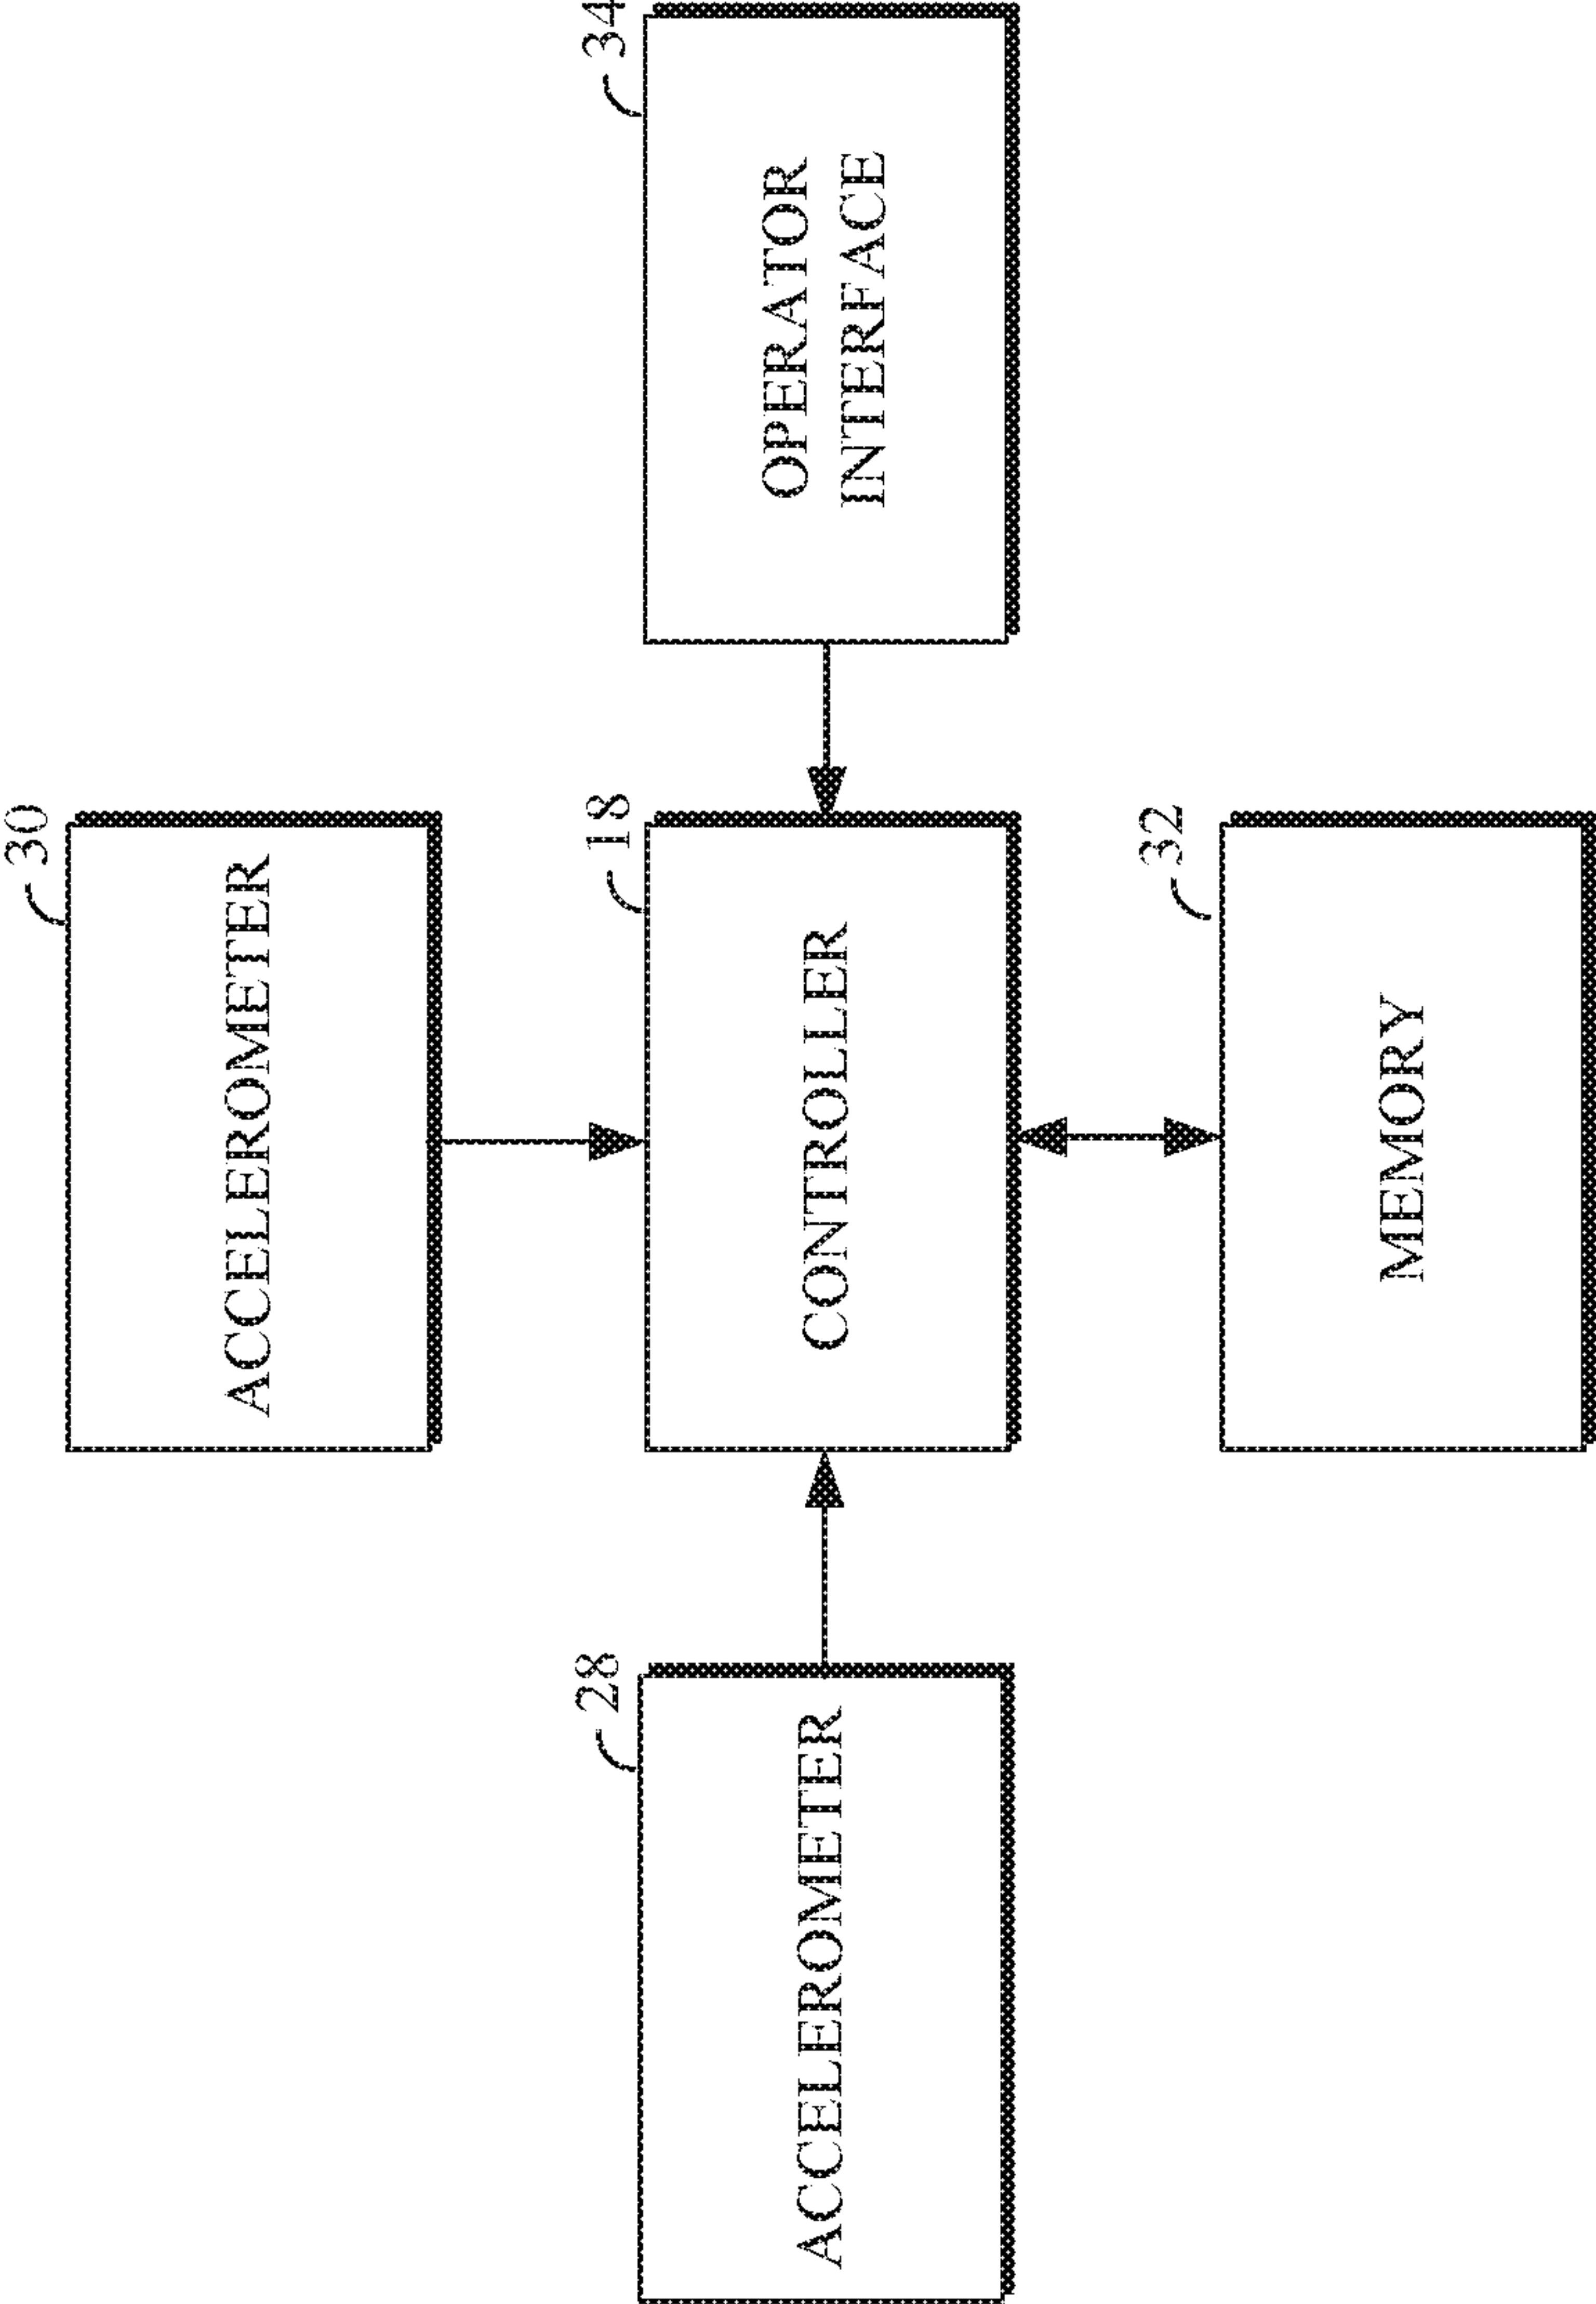 30
ACCELEROMETER
28
ACCELEROMETER
18
CONTROLLER
34
OPERATOR
INTERFACE
32
MEMORY